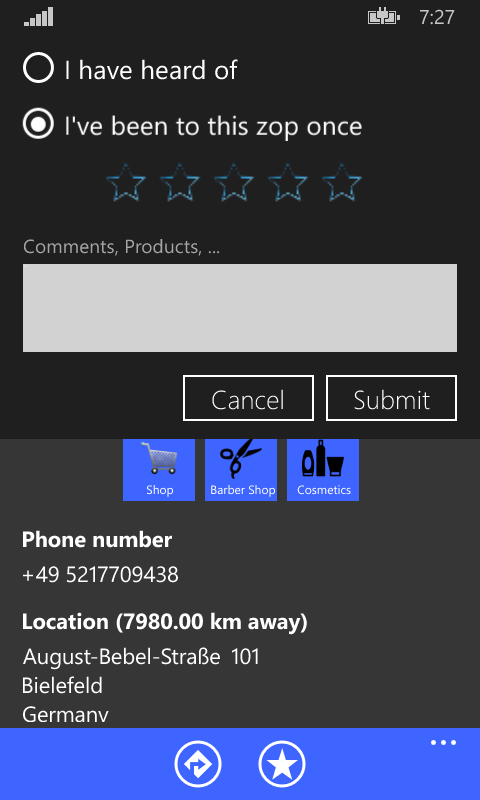 7:27
I have heard of
I've been to this zop once
Comments, Products, ...
Cancel Submit
Shop Barber Shop Cosmetics
Phone number
+49 5217709438
Location (7980.00 km away)
August-Bebel-Straße 101
Bielefeld
Germany